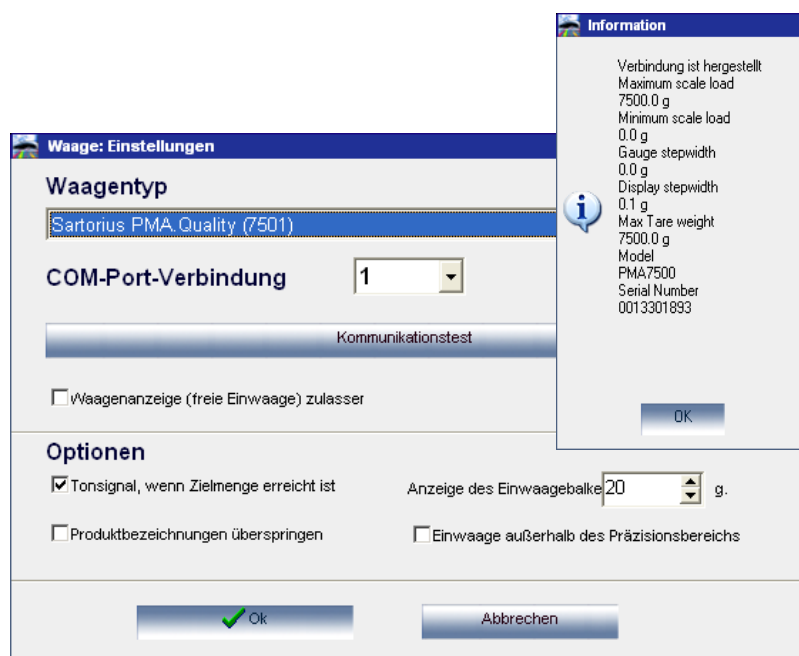 Information
Verbindung ist hergestellt
Maximum scale load
7500.0 g
Minimum scale load
0.0 g
Gauge stepwidth
0.0 g
Display stepwidth
0.1 g
Max Tare weight
7500.0 g
Model
PMA7500
Serial Number
0013301893
OK
Waage: Einstellungen
Waagentyp
Sartorius PMA.Quality (7501)
COM-Port-Verbindung
1
Kommunikationstest
Waagenanzeige (freie Einwaage) zulasser
Optionen
Tonsignal, wenn Zielmenge erreicht ist
Anzeige des Einwaagebalke 20 g.
Produktbezeichnungen überspringen
Einwaage außerhalb des Präzisionsbereichs
Ok
Abbrechen